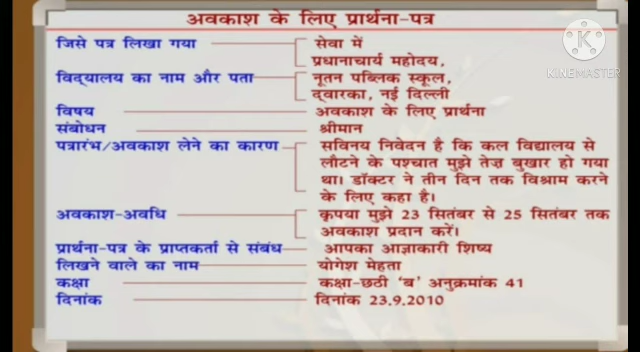 अवकाश के लिए प्रार्थना-पत्र
जिसे पत्र लिखा गया सेवा में
प्रधानाचार्य महोदय,
विद्यालय का नाम और पता नूतन पब्लिक स्कूल,
द्वारका, नई दिल्ली
विषय अवकाश के लिए प्रार्थना
संबोधन श्रीमान
पत्रारंभ/अवकाश लेने का कारण सविनय निवेदन है कि कल विद्यालय से
लौटने के पश्चात मुझे तेज़ बुखार हो गया
था। डॉक्टर ने तीन दिन तक विश्राम करने
के लिए कहा है।
अवकाश-अवधि कृपया मुझे 23 सितंबर से 25 सितंबर तक
अवकाश प्रदान करें।
प्रार्थना-पत्र के प्राप्तकर्ता से संबंध आपका आज्ञाकारी शिष्य
लिखने वाले का नाम योगेश मेहता
कक्षा कक्षा-छठी 'ब' अनुक्रमांक 41
दिनांक दिनांक 23.9.2010
KINEMASTER